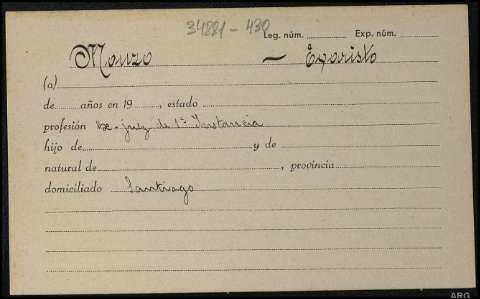 34881 - 430
Leg. núm. Exp. núm.
Mouzo — Evaristo
(a)
de años en 19 , estado
profesión Ex-juez de 1ª Instancia
hijo de y de
natural de , provincia
domiciliado Santiago
ARG